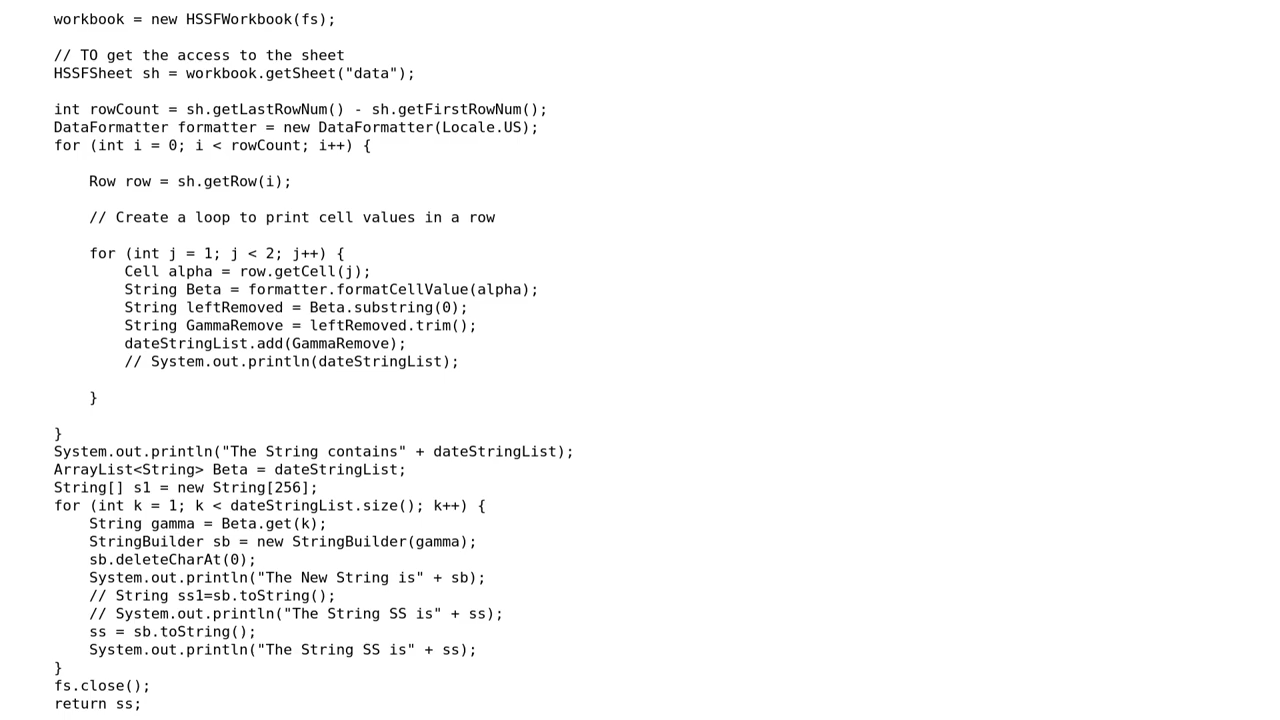 workbook = new HSSFWorkbook(fs);
// TO get the access to the sheet
HSSFSheet sh = workbook.getSheet("data");
int rowCount = sh.getLastRowNum() - sh.getFirstRowNum();
DataFormatter formatter = new DataFormatter(Locale.US);
for (int i = 0; i < rowCount; i++) {
Row row = sh.getRow(i);
// Create a loop to print cell values in a row
for (int j = 1; j < 2; j++) {
Cell alpha = row.getCell(j);
String Beta = formatter.formatCellValue(alpha);
String leftRemoved = Beta.substring(0);
String GammaRemove = leftRemoved.trim();
dateStringList.add(GammaRemove);
// System.out.println(dateStringList);
}
}
System.out.println("The String contains" + dateStringList);
ArrayList<String> Beta = dateStringList;
String[] s1 = new String[256];
for (int k = 1; k < dateStringList.size(); k++) {
String gamma = Beta.get(k);
StringBuilder sb = new StringBuilder(gamma);
sb.deleteCharAt(0);
System.out.println("The New String is" + sb);
// String ss1=sb.toString();
// System.out.println("The String SS is" + ss);
ss = sb.toString();
System.out.println("The String SS is" + ss);
}
fs.close();
return ss;